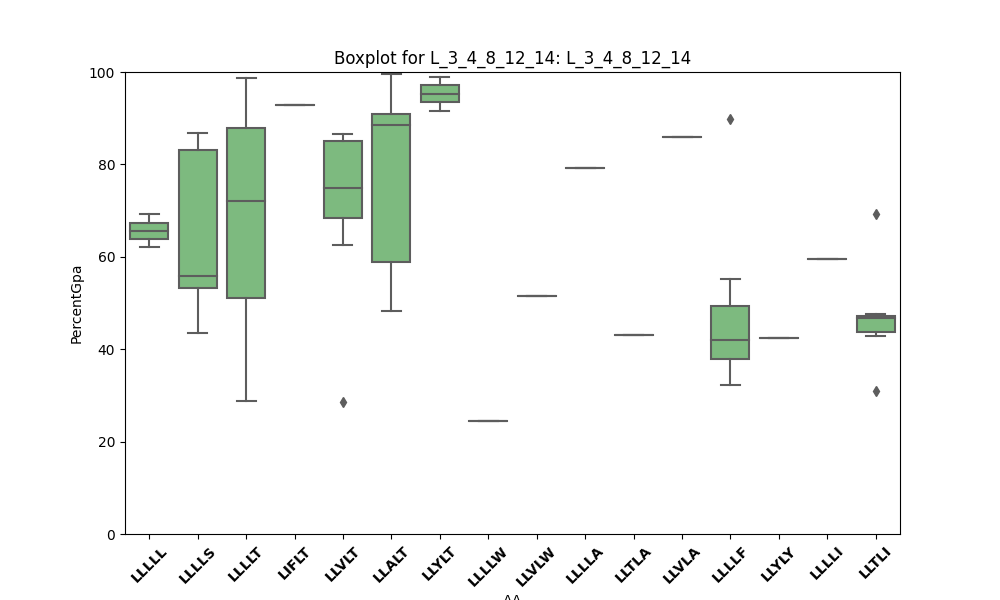 Boxplot for L_3_4_8_12_14: L_3_4_8_12_14
100
80
60
40
20
0
PercentGpa
LLLLL LLLLS LLLLT LIFLT LLVLT LLALT LLYLT LLLLW LLVLW LLLLA LLTLA LLVLA LLLLF LLYLY LLLLI LLTLI
AA